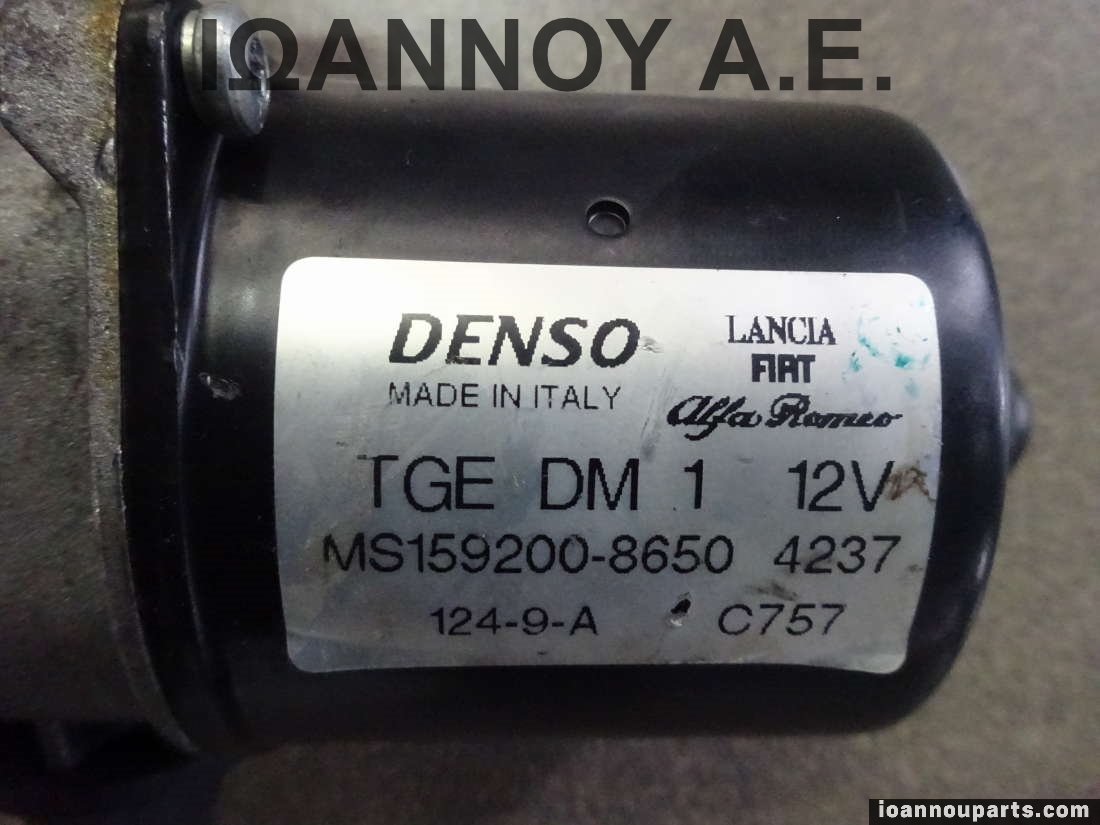 ΙΩΑΝΝΟΥ Α.Ε.
DENSO
MADE IN ITALY
LANCIA
FIAT
Alfa Romeo
TGE DM 1 12V
MS159200-8650 4237
124-9-A C757
ioannouparts.com